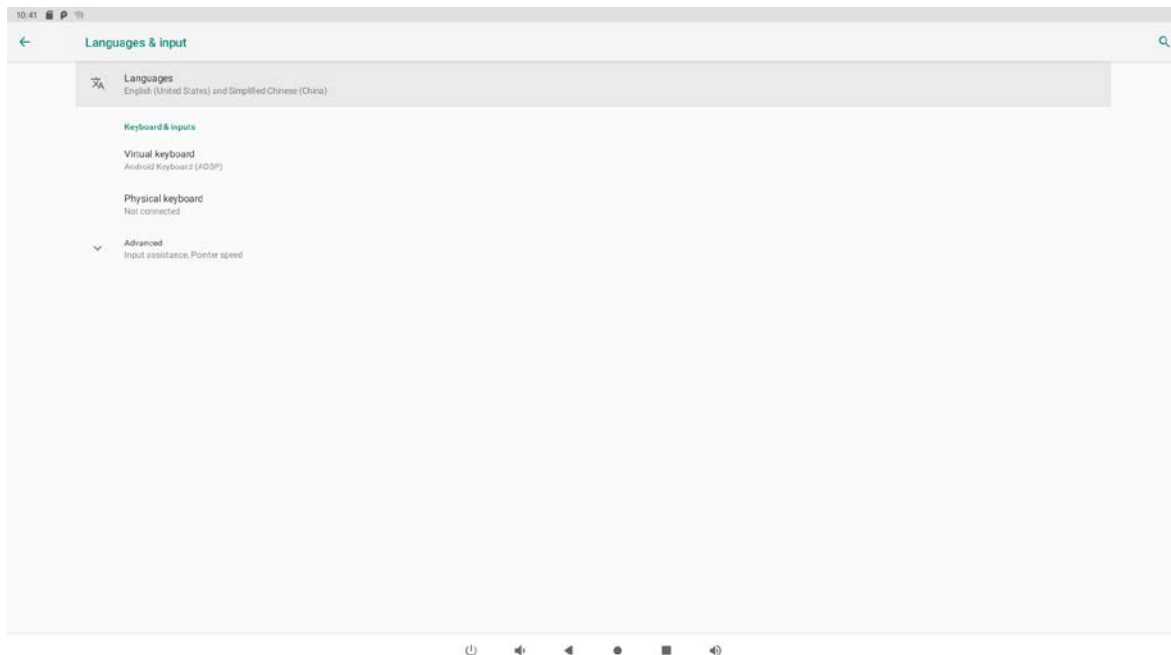 10:41
Languages & input
Languages
English (United States) and Simplified Chinese (China)
Keyboard & inputs
Virtual keyboard
Android Keyboard (AOSP)
Physical keyboard
Not connected
Advanced
Input assistance, Pointer speed